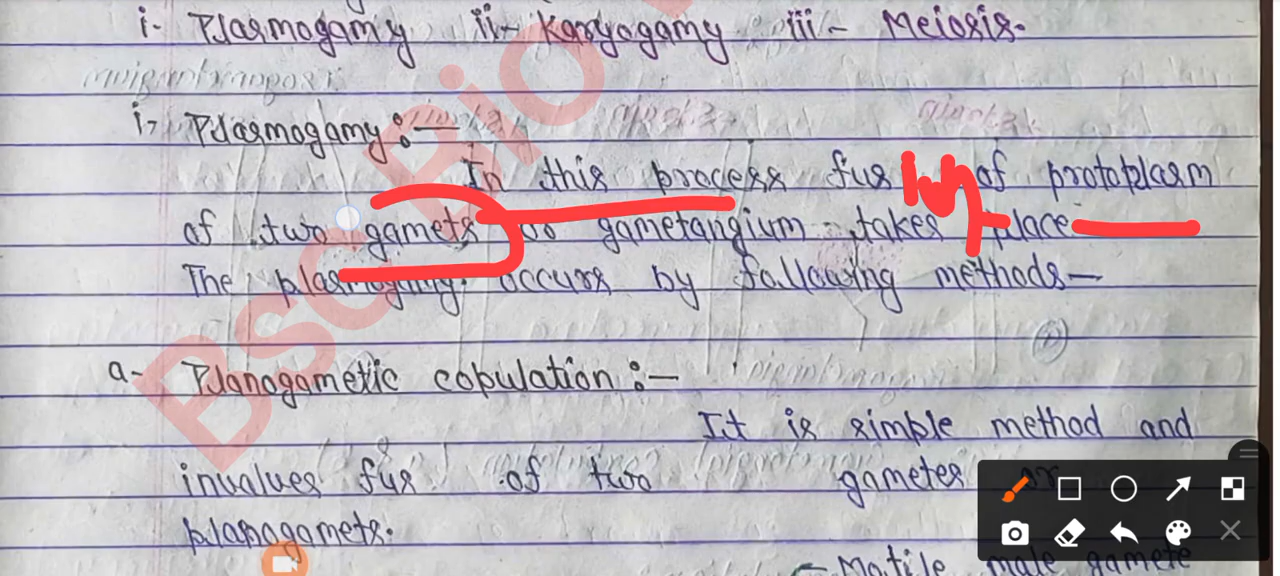 i- Plasmogamy ii- Karyogamy iii- Meiosis.
i- Plasmogamy :—
In this process fus of protoplasm
of two gamets or gametangium takes place
The plasmogamy occurs by following methods—
a- Planogametic copulation :—
It is simple method and
involves fus of two gametes or
planogamets.
Motile male gamete
BscBio